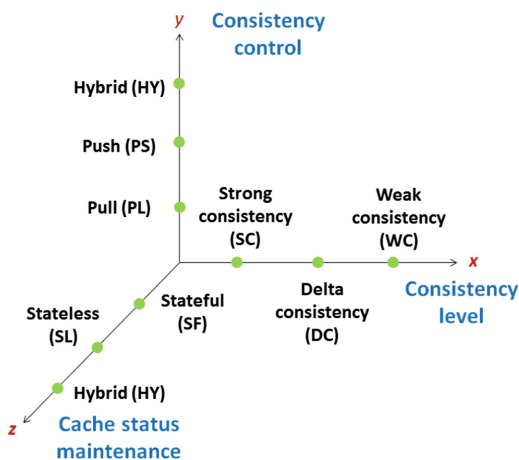 y
Consistency
control
Hybrid (HY)
Push (PS)
Pull (PL)
Strong
consistency
(SC)
Weak
consistency
(WC)
x
Consistency
level
Delta
consistency
(DC)
Stateful
(SF)
Stateless
(SL)
Hybrid (HY)
z
Cache status
maintenance